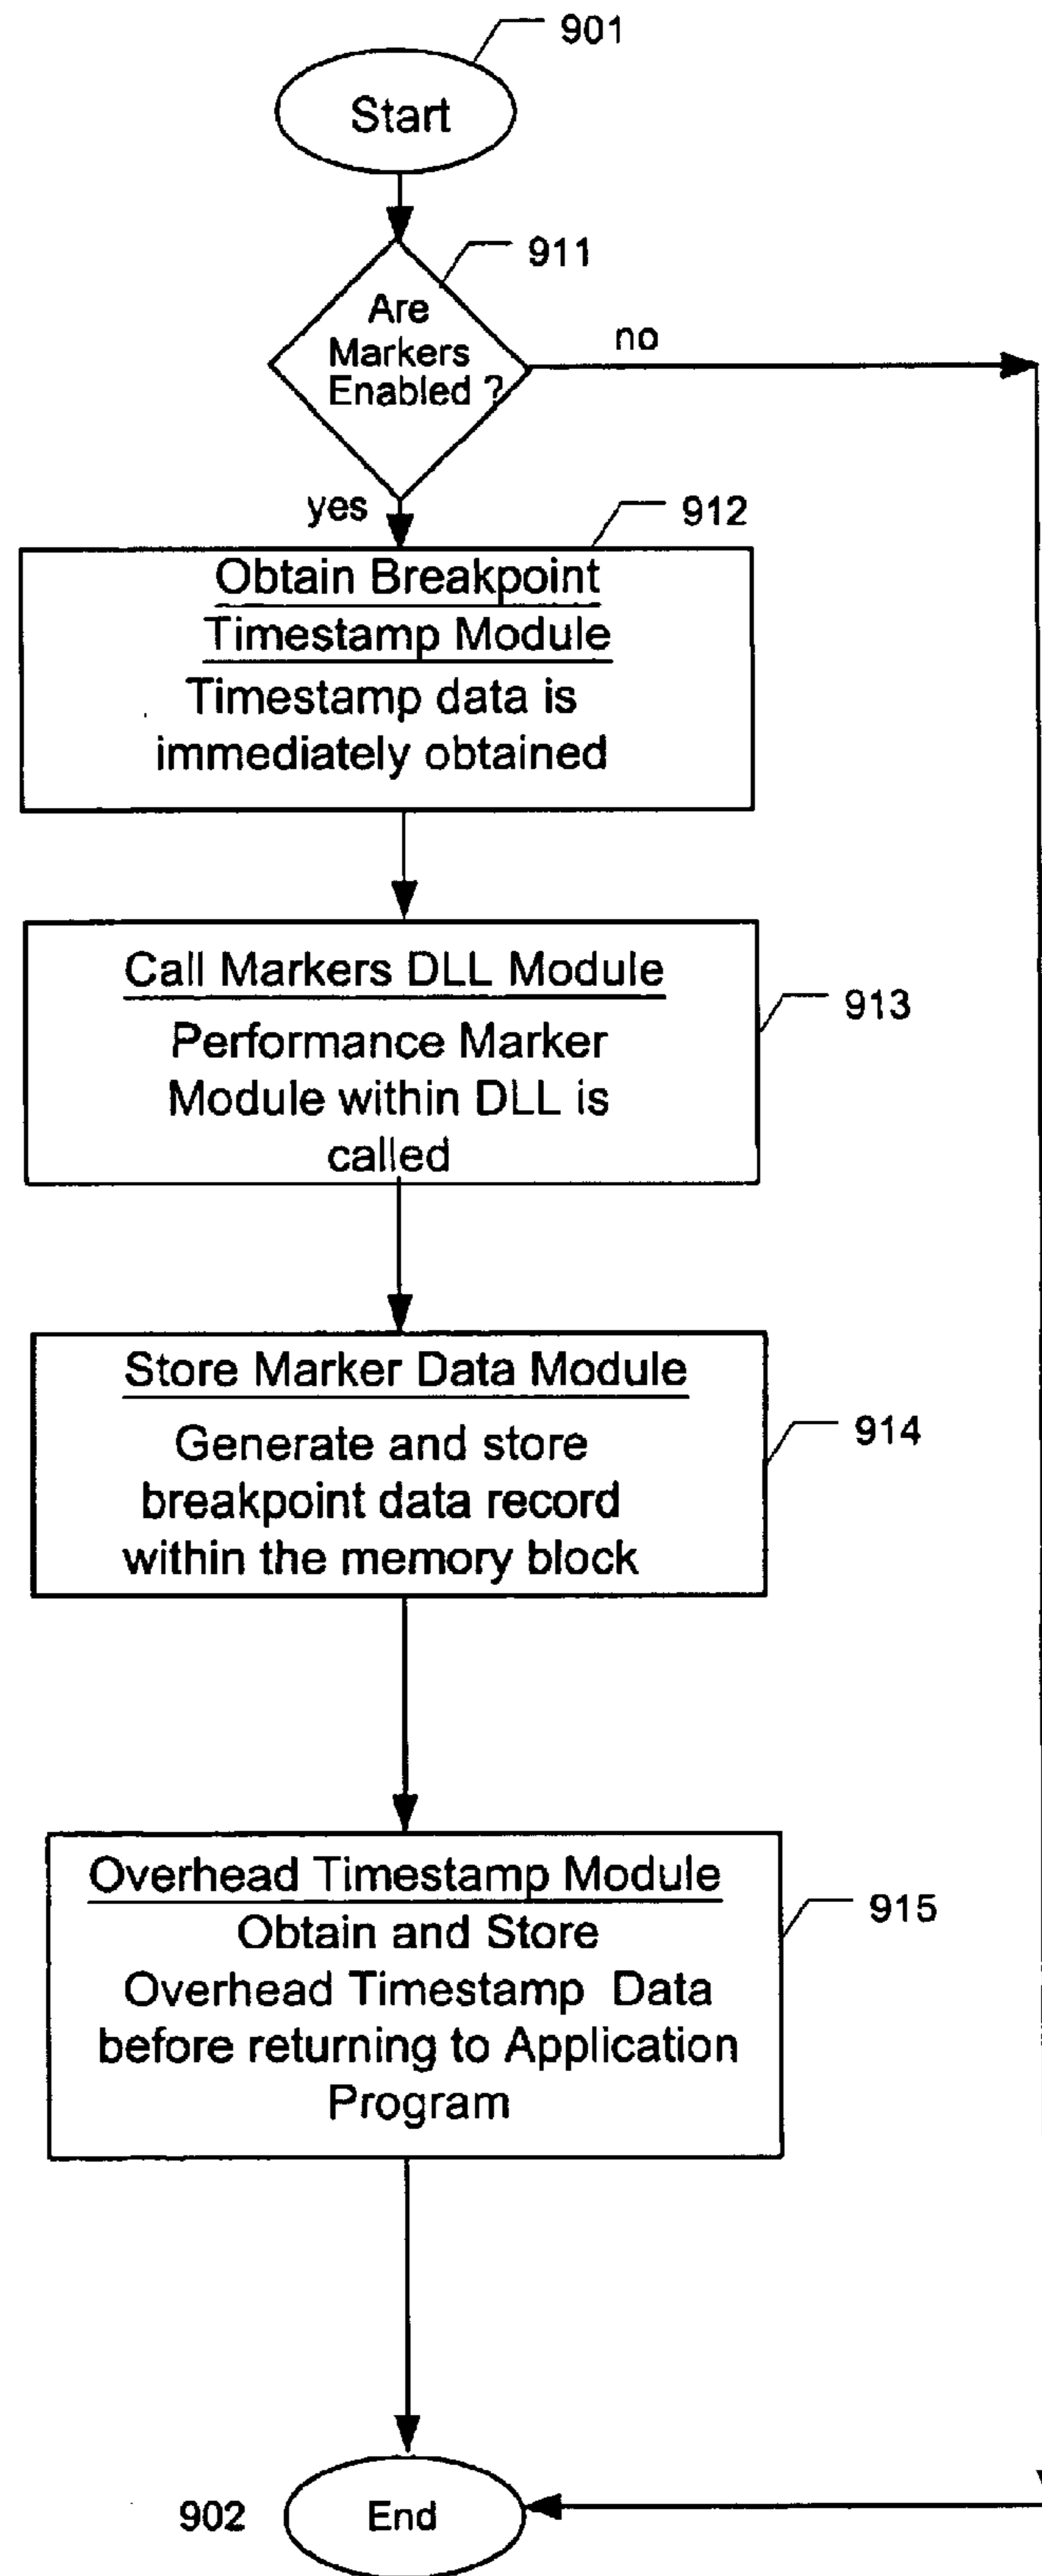 901
Start
911
Are
Markers
Enabled ?
no
yes
912
Obtain Breakpoint
Timestamp Module
Timestamp data is
immediately obtained
Call Markers DLL Module
913
Performance Marker
Module within DLL is
called
Store Marker Data Module
914
Generate and store
breakpoint data record
within the memory block
Overhead Timestamp Module
915
Obtain and Store
Overhead Timestamp Data
before returning to Application
Program
902
End